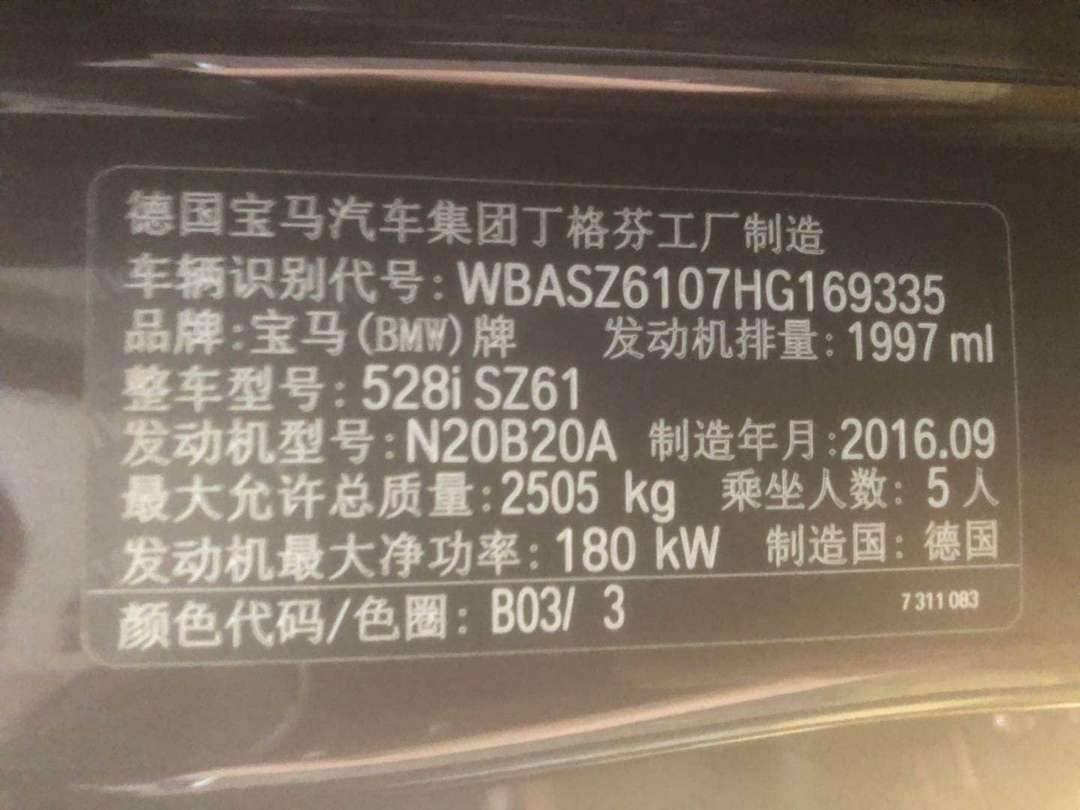 德国宝马汽车集团丁格芬工厂制造
车辆识别代号: WBASZ6107HG169335
品牌:宝马(BMW)牌 发动机排量: 1997 ml
整车型号: 528i SZ61
发动机型号: N20B20A 制造年月:2016.09
最大允许总质量:2505 kg 乘坐人数: 5 人
发动机最大净功率: 180 kW 制造国: 德国
颜色代码/色圈: B03/ 3 7 311 083